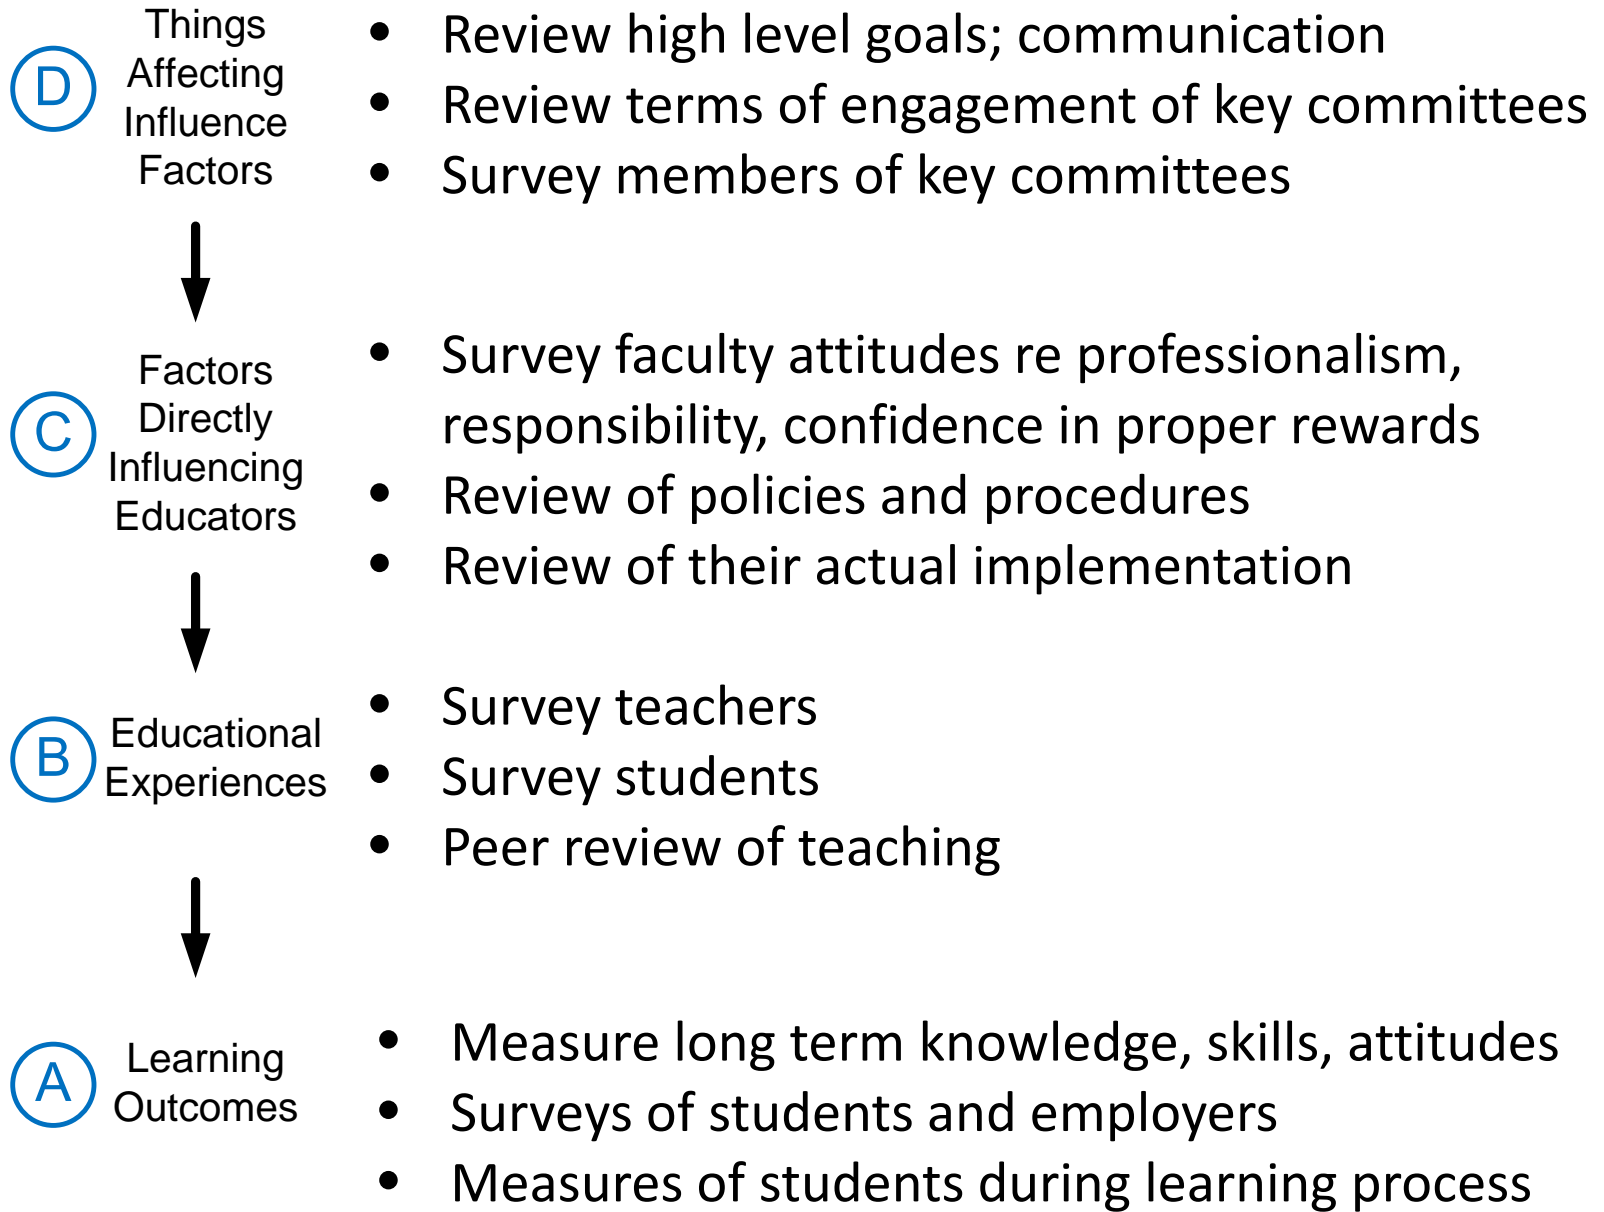 D
Things
Affecting
Influence
Factors
• Review high level goals; communication
• Review terms of engagement of key committees
• Survey members of key committees
C
Factors
Directly
Influencing
Educators
• Survey faculty attitudes re professionalism,
responsibility, confidence in proper rewards
• Review of policies and procedures
• Review of their actual implementation
B
Educational
Experiences
• Survey teachers
• Survey students
• Peer review of teaching
A
Learning
Outcomes
• Measure long term knowledge, skills, attitudes
• Surveys of students and employers
• Measures of students during learning process